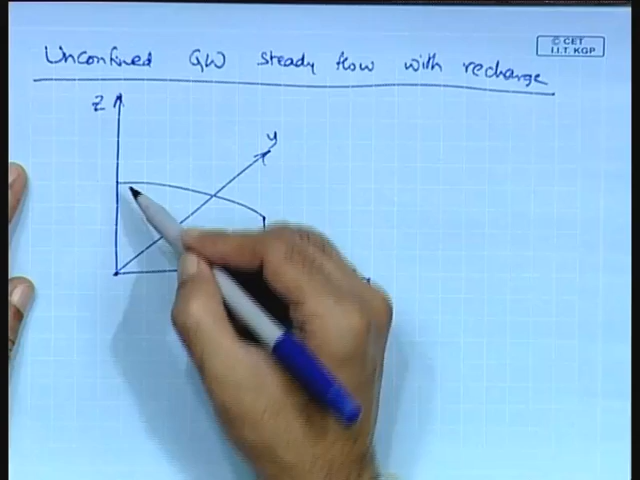 Unconfined GW steady flow with recharge
© CET
I.I.T. KGP
Z
y